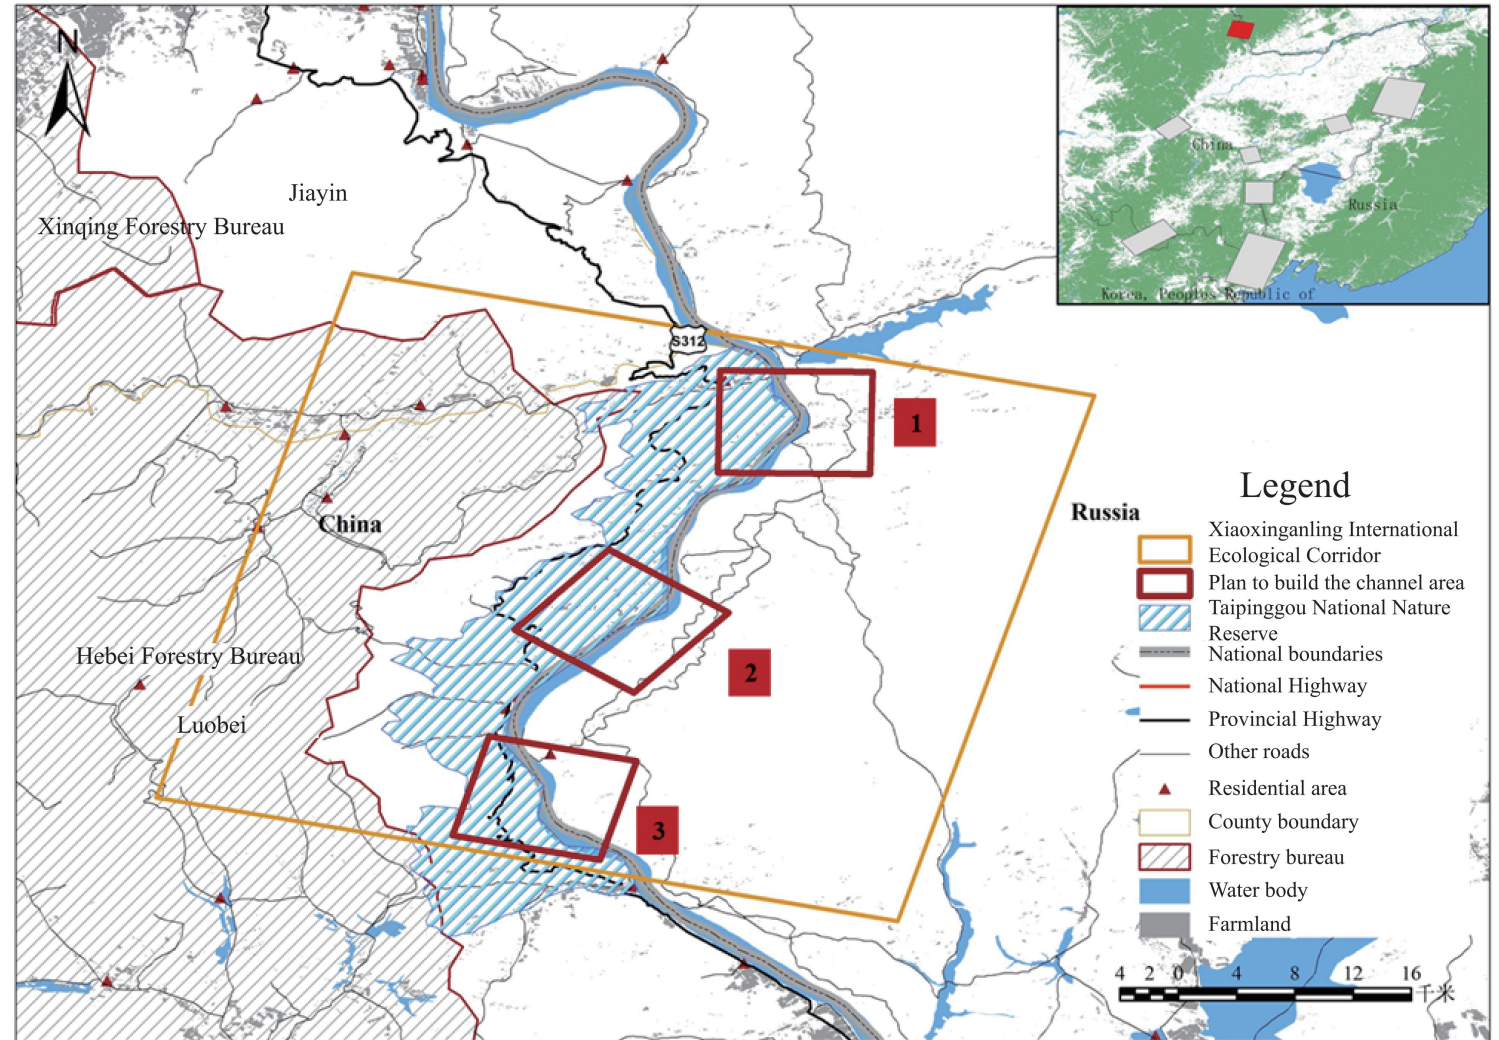 N
Jiayin
Xinqing Forestry Bureau
S312
China
Russia
Korea, Peoples Republic of
1
China
Russia
2
Hebei Forestry Bureau
Luobei
3
Legend
Xiaoxinganling International
Ecological Corridor
Plan to build the channel area
Taipinggou National Nature
Reserve
National boundaries
National Highway
Provincial Highway
Other roads
Residential area
County boundary
Forestry bureau
Water body
Farmland
4 2 0 4 8 12 16
千米